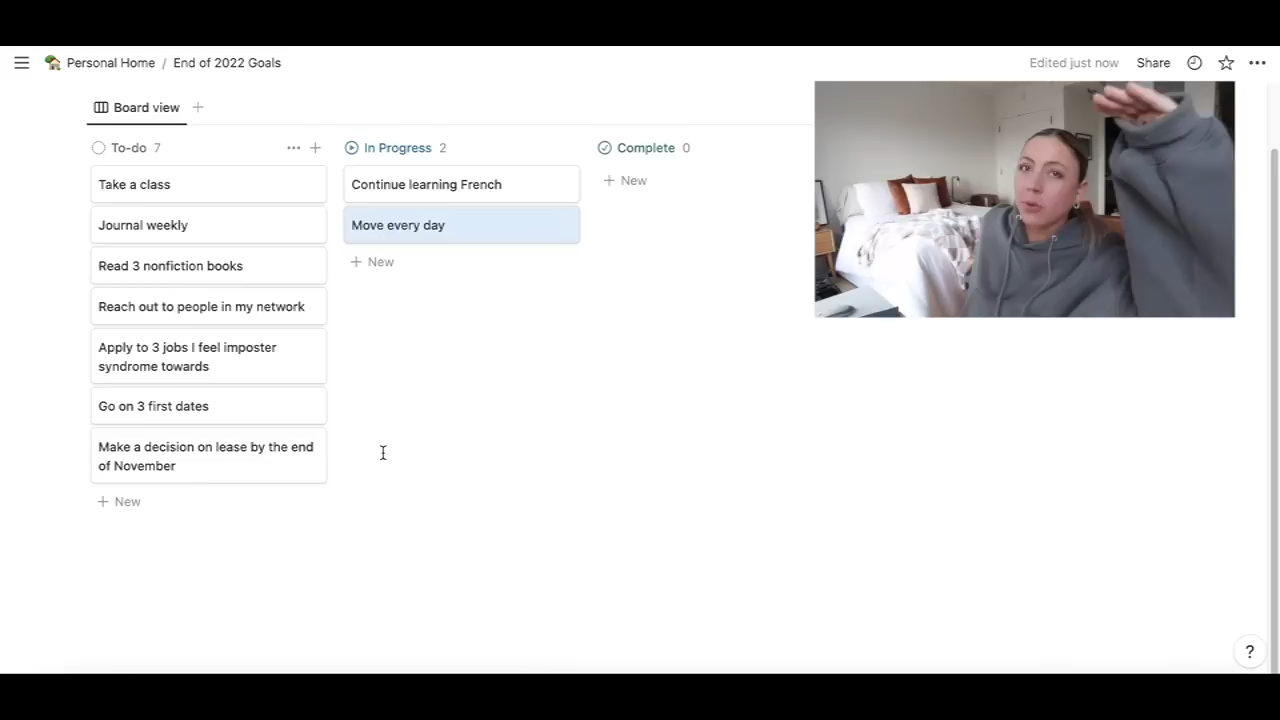 Personal Home / End of 2022 Goals
Edited just now
Share
Board view
To-do 7
Take a class
Journal weekly
Read 3 nonfiction books
Reach out to people in my network
Apply to 3 jobs I feel imposter
syndrome towards
Go on 3 first dates
Make a decision on lease by the end
of November
New
In Progress 2
Continue learning French
Move every day
New
Complete 0
New
?